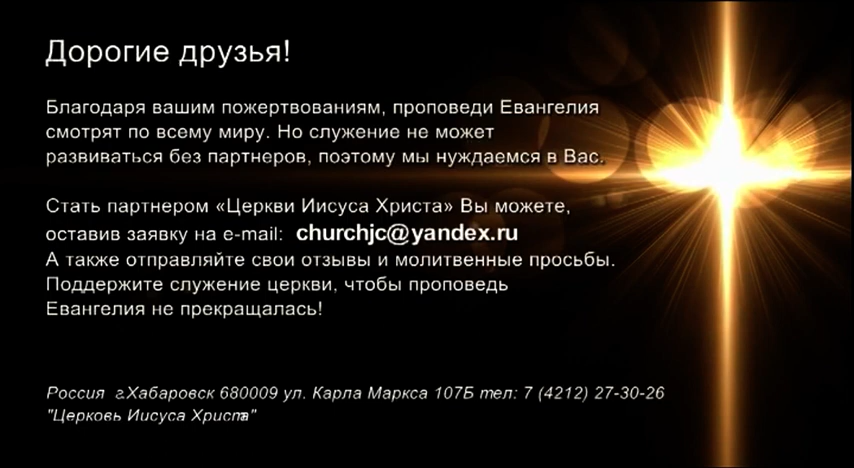 Дорогие друзья!
Благодаря вашим пожертвованиям, проповеди Евангелия
смотрят по всему миру. Но служение не может
развиваться без партнеров, поэтому мы нуждаемся в Вас.
Стать партнером «Церкви Иисуса Христа» Вы можете,
оставив заявку на e-mail: churchjc@yandex.ru
А также отправляйте свои отзывы и молитвенные просьбы.
Поддержите служение церкви, чтобы проповедь
Евангелия не прекращалась!
Россия г.Хабаровск 680009 ул. Карла Маркса 107Б тел: 7 (4212) 27-30-26
"Церковь Иисуса Христа"